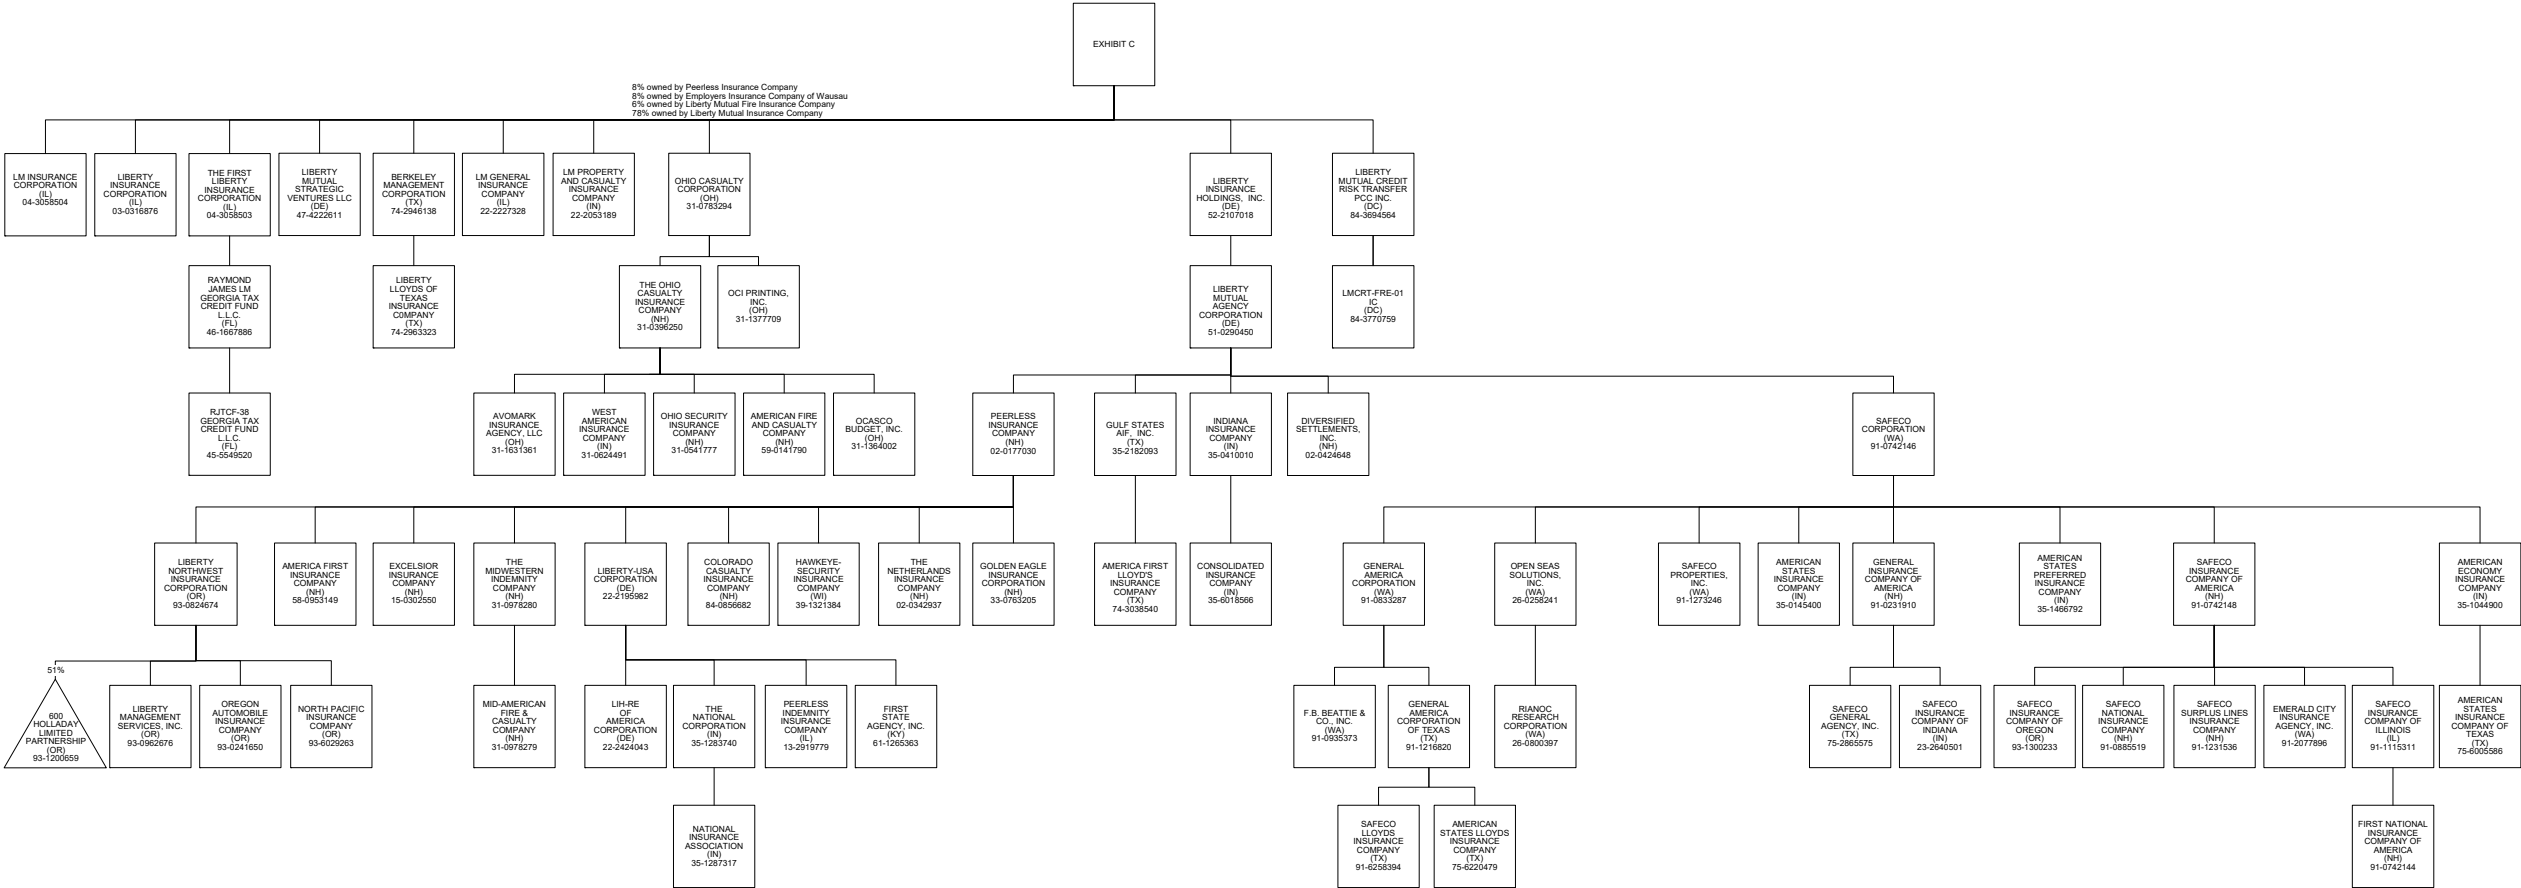 EXHIBIT C
8% owned by Peerless Insurance Company
8% owned by Employers Insurance Company of Wausau
6% owned by Liberty Mutual Fire Insurance Company
78% owned by Liberty Mutual Insurance Company
LM INSURANCE
CORPORATION
(IL)
04-3058504
LIBERTY
INSURANCE
CORPORATION
(IL)
03-0316876
THE FIRST
LIBERTY
INSURANCE
CORPORATION
(IL)
04-3058503
LIBERTY
MUTUAL
STRATEGIC
VENTURES LLC
(DE)
47-4222611
BERKELEY
MANAGEMENT
CORPORATION
(TX)
74-2946138
LM GENERAL
INSURANCE
COMPANY
(IL)
22-2227328
LM PROPERTY
AND CASUALTY
INSURANCE
COMPANY
(IN)
22-2053189
OHIO CASUALTY
CORPORATION
(OH)
31-0783294
LIBERTY
INSURANCE
HOLDINGS, INC.
(DE)
52-2107018
LIBERTY
MUTUAL CREDIT
RISK TRANSFER
PCC INC.
(DC)
84-3694564
RAYMOND
JAMES LM
GEORGIA TAX
CREDIT FUND
L.L.C.
(FL)
46-1667886
LIBERTY
LLOYDS OF
TEXAS
INSURANCE
C0MPANY
(TX)
74-2963323
THE OHIO
CASUALTY
INSURANCE
COMPANY
(NH)
31-0396250
OCI PRINTING,
INC.
(OH)
31-1377709
LIBERTY
MUTUAL
AGENCY
CORPORATION
(DE)
51-0290450
LMCRT-FRE-01
IC
(DC)
84-3770759
RJTCF-38
GEORGIA TAX
CREDIT FUND
L.L.C.
(FL)
45-5549520
AVOMARK
INSURANCE
AGENCY, LLC
(OH)
31-1631361
WEST
AMERICAN
INSURANCE
COMPANY
(IN)
31-0624491
OHIO SECURITY
INSURANCE
COMPANY
(NH)
31-0541777
AMERICAN FIRE
AND CASUALTY
COMPANY
(NH)
59-0141790
OCASCO
BUDGET, INC.
(OH)
31-1364002
PEERLESS
INSURANCE
COMPANY
(NH)
02-0177030
GULF STATES
AIF, INC.
(TX)
35-2182093
INDIANA
INSURANCE
COMPANY
(IN)
35-0410010
DIVERSIFIED
SETTLEMENTS,
INC.
(NH)
02-0424648
SAFECO
CORPORATION
(WA)
91-0742146
LIBERTY
NORTHWEST
INSURANCE
CORPORATION
(OR)
93-0824674
AMERICA FIRST
INSURANCE
COMPANY
(NH)
58-0953149
EXCELSIOR
INSURANCE
COMPANY
(NH)
15-0302550
THE
MIDWESTERN
INDEMNITY
COMPANY
(NH)
31-0978280
LIBERTY-USA
CORPORATION
(DE)
22-2195982
COLORADO
CASUALTY
INSURANCE
COMPANY
(NH)
84-0856682
HAWKEYE-
SECURITY
INSURANCE
COMPANY
(WI)
39-1321384
THE
NETHERLANDS
INSURANCE
COMPANY
(NH)
02-0342937
GOLDEN EAGLE
INSURANCE
CORPORATION
(NH)
33-0763205
AMERICA FIRST
LLOYD'S
INSURANCE
COMPANY
(TX)
74-3038540
CONSOLIDATED
INSURANCE
COMPANY
(IN)
35-6018566
GENERAL
AMERICA
CORPORATION
(WA)
91-0833287
OPEN SEAS
SOLUTIONS,
INC.
(WA)
26-0258241
SAFECO
PROPERTIES,
INC.
(WA)
91-1273246
AMERICAN
STATES
INSURANCE
COMPANY
(IN)
35-0145400
GENERAL
INSURANCE
COMPANY OF
AMERICA
(NH)
91-0231910
AMERICAN
STATES
PREFERRED
INSURANCE
COMPANY
(IN)
35-1466792
SAFECO
INSURANCE
COMPANY OF
AMERICA
(NH)
91-0742148
AMERICAN
ECONOMY
INSURANCE
COMPANY
(IN)
35-1044900
51%
600
HOLLADAY
LIMITED
PARTNERSHIP
(OR)
93-1200659
LIBERTY
MANAGEMENT
SERVICES, INC.
(OR)
93-0962676
OREGON
AUTOMOBILE
INSURANCE
COMPANY
(OR)
93-0241650
NORTH PACIFIC
INSURANCE
COMPANY
(OR)
93-6029263
MID-AMERICAN
FIRE &
CASUALTY
COMPANY
(NH)
31-0978279
LIH-RE
OF
AMERICA
CORPORATION
(DE)
22-2424043
THE
NATIONAL
CORPORATION
(IN)
35-1283740
PEERLESS
INDEMNITY
INSURANCE
COMPANY
(IL)
13-2919779
FIRST
STATE
AGENCY, INC.
(KY)
61-1265363
F.B. BEATTIE &
CO., INC.
(WA)
91-0935373
GENERAL
AMERICA
CORPORATION
OF TEXAS
(TX)
91-1216820
RIANOC
RESEARCH
CORPORATION
(WA)
26-0800397
SAFECO
GENERAL
AGENCY, INC.
(TX)
75-2865575
SAFECO
INSURANCE
COMPANY OF
INDIANA
(IN)
23-2640501
SAFECO
INSURANCE
COMPANY OF
OREGON
(OR)
93-1300233
SAFECO
NATIONAL
INSURANCE
COMPANY
(NH)
91-0885519
SAFECO
SURPLUS LINES
INSURANCE
COMPANY
(NH)
91-1231536
EMERALD CITY
INSURANCE
AGENCY, INC.
(WA)
91-2077896
SAFECO
INSURANCE
COMPANY OF
ILLINOIS
(IL)
91-1115311
AMERICAN
STATES
INSURANCE
COMPANY OF
TEXAS
(TX)
75-6005586
NATIONAL
INSURANCE
ASSOCIATION
(IN)
35-1287317
SAFECO
LLOYDS
INSURANCE
COMPANY
(TX)
91-6258394
AMERICAN
STATES LLOYDS
INSURANCE
COMPANY
(TX)
75-6220479
FIRST NATIONAL
INSURANCE
COMPANY OF
AMERICA
(NH)
91-0742144